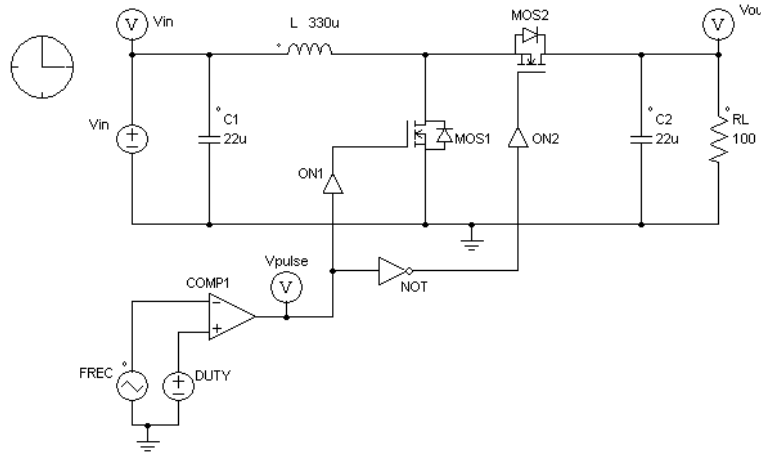 MOS2
V Vin
V Vou
L 330u
C1
22u
Vin
MOS1
ON2
ON1
C2
22u
RL
100
Vpulse
V
COMP1
NOT
FREC
DUTY